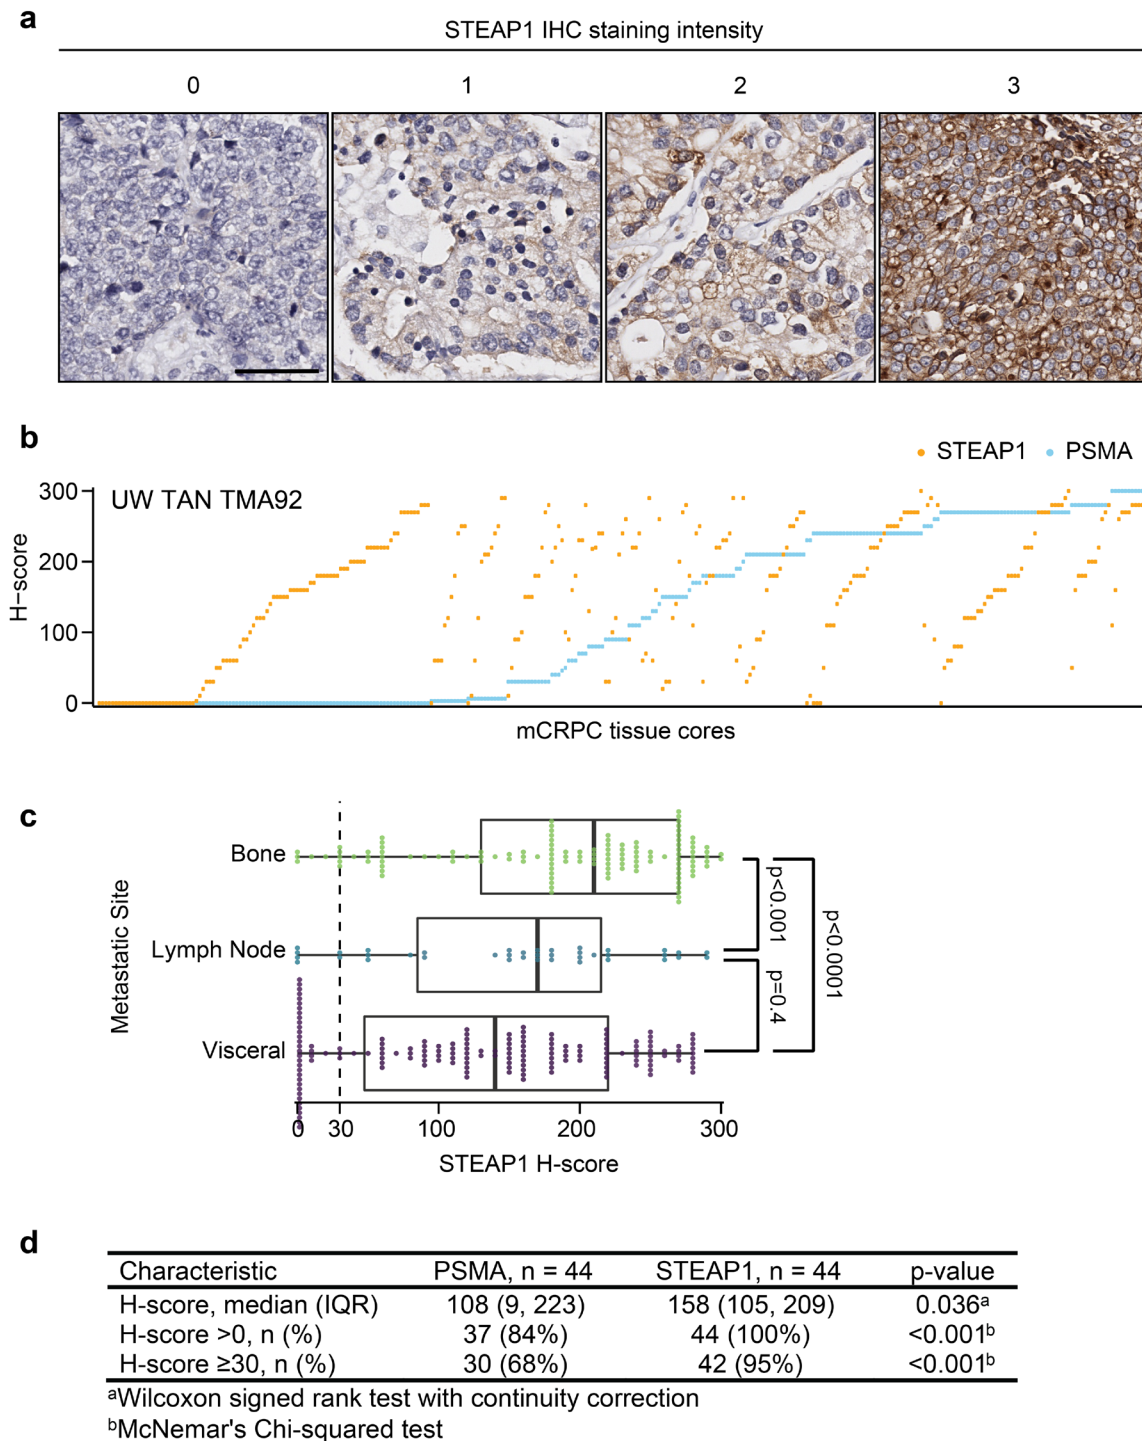 a
STEAP1 IHC staining intensity
0 1 2 3
b
STEAP1 PSMA
UW TAN TMA92
300
200
100
0
H−score
mCRPC tissue cores
c
Metastatic Site
Bone
Lymph Node
Visceral
p<0.001
p=0.4
p<0.0001
0 30 100 200 300
STEAP1 H-score
d
Characteristic PSMA, n = 44 STEAP1, n = 44 p-value
H-score, median (IQR) 108 (9, 223) 158 (105, 209) 0.036ᵃ
H-score >0, n (%) 37 (84%) 44 (100%) <0.001ᵇ
H-score ≥30, n (%) 30 (68%) 42 (95%) <0.001ᵇ
ᵃWilcoxon signed rank test with continuity correction
ᵇMcNemar's Chi-squared test